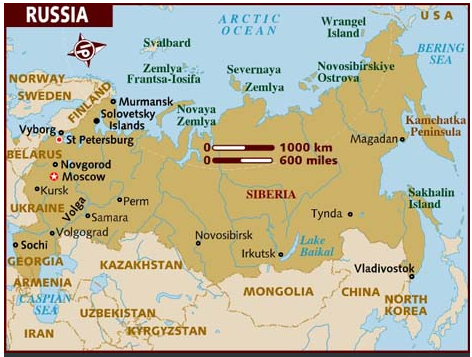 RUSSIA
ARCTIC
OCEAN
Wrangel
Island
USA
BERING
SEA
Svalbard
Zemlya
Frantsa-Iosifa
Severnaya
Zemlya
Novosibirskiye
Ostrova
NORWAY
SWEDEN
FINLAND
Murmansk
Solovetsky
Islands
Novaya
Zemlya
Vyborg
St Petersburg
0 1000 km
0 600 miles
Magadan
Kamchatka
Peninsula
BELARUS
Novgorod
Moscow
Kursk
SIBERIA
Sakhalin
Island
UKRAINE
Volga
Perm
Samara
Tynda
Volgograd
Novosibirsk
Irkutsk
Lake
Baikal
Sochi
GEORGIA
KAZAKHSTAN
Vladivostok
ARMENIA
MONGOLIA
CHINA
NORTH
KOREA
CASPIAN
SEA
UZBEKISTAN
IRAN
KYRGYZSTAN